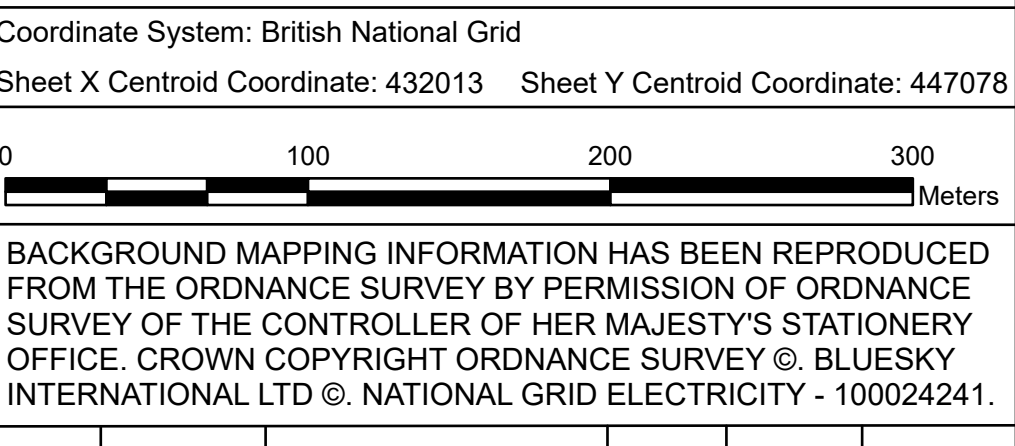 Coordinate System: British National Grid
Sheet X Centroid Coordinate: 432013 Sheet Y Centroid Coordinate: 447078
0 100 200 300
Meters
BACKGROUND MAPPING INFORMATION HAS BEEN REPRODUCED
FROM THE ORDNANCE SURVEY BY PERMISSION OF ORDNANCE
SURVEY OF THE CONTROLLER OF HER MAJESTY'S STATIONERY
OFFICE. CROWN COPYRIGHT ORDNANCE SURVEY ©. BLUESKY
INTERNATIONAL LTD ©. NATIONAL GRID ELECTRICITY - 100024241.